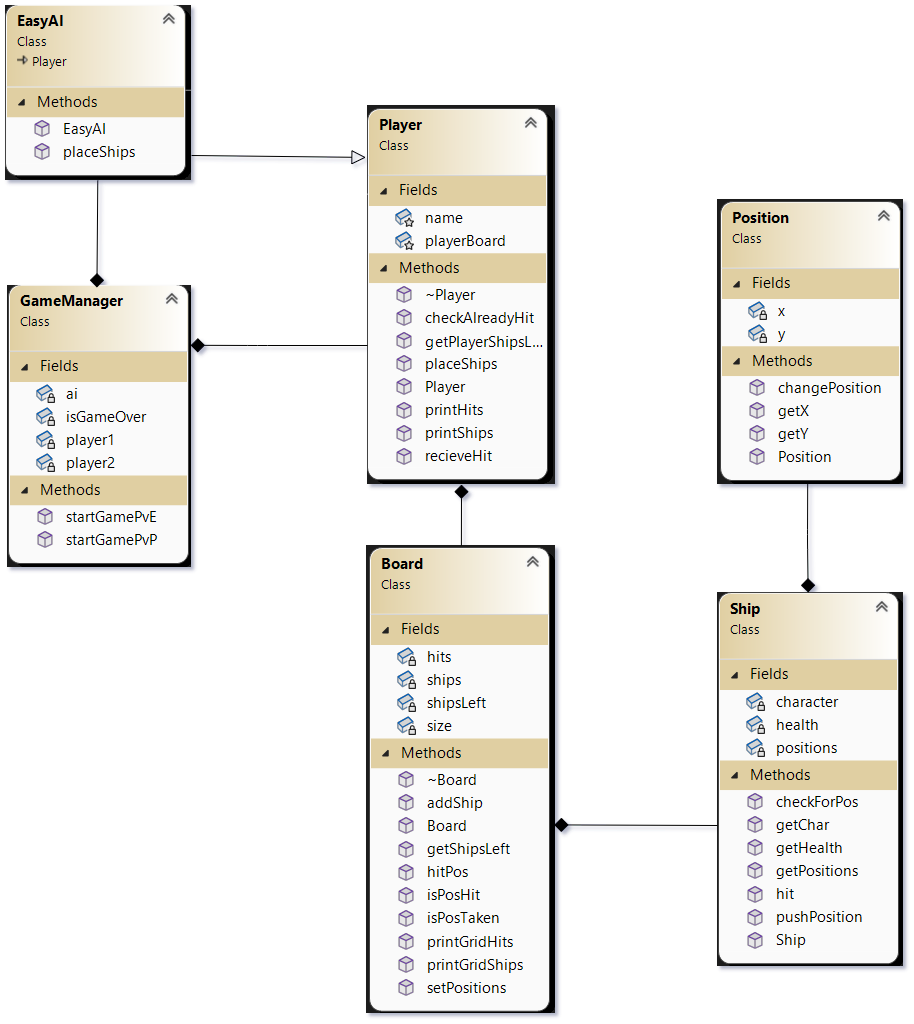 EasyAI
Class
Player
Methods
EasyAI
placeShips
Player
Class
Fields
name
playerBoard
Methods
~Player
checkAlreadyHit
getPlayerShipsL...
placeShips
Player
printHits
printShips
recieveHit
Position
Class
Fields
x
y
Methods
changePosition
getX
getY
Position
GameManager
Class
Fields
ai
isGameOver
player1
player2
Methods
startGamePvE
startGamePvP
Board
Class
Fields
hits
ships
shipsLeft
size
Methods
~Board
addShip
Board
getShipsLeft
hitPos
isPosHit
isPosTaken
printGridHits
printGridShips
setPositions
Ship
Class
Fields
character
health
positions
Methods
checkForPos
getChar
getHealth
getPositions
hit
pushPosition
Ship